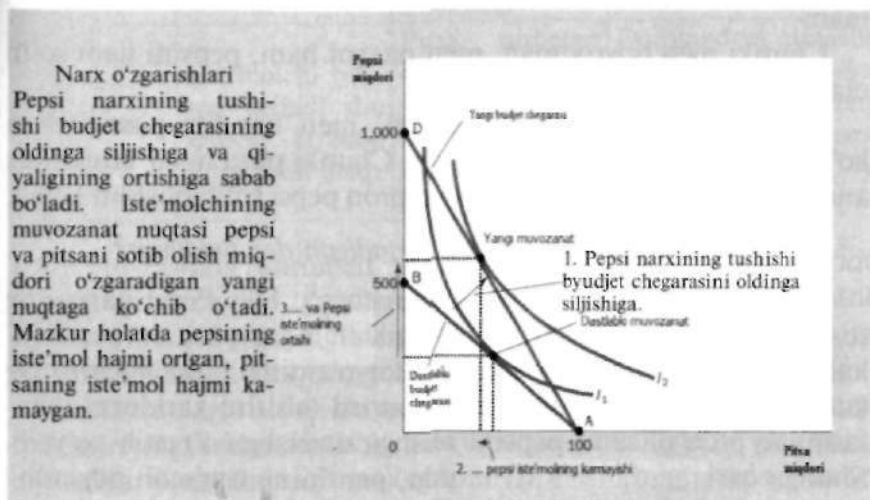 Narx o‘zgarishlari
Pepsi narxining tushi-
shi budjet chegarasining
oldinga siljishiga va qi-
yaligining ortishiga sabab
bo‘ladi. Iste’molchining
muvozanat nuqtasi pepsi
va pitsani sotib olish miq-
dori o‘zgaradigan yangi
nuqtaga ko‘chib o‘tadi.
Mazkur holatda pepsining
iste’mol hajmi ortgan, pit-
saning iste’mol hajmi ka-
maygan.
Pepsi
miqdori
1,000
D
Yangi budjet chegarasi
Yangi muvozanat
1. Pepsi narxining tushishi
byudjet chegarasini oldinga
siljishiga.
500
B
3.— va Pepsi
iste’molining
ortishi
Dastlabki muvozanat
Dastlabki
budjet
chegarasi
I₁
I₂
A
0
100
Pitsa
miqdori
2. — pepsi iste’molining kamayishi